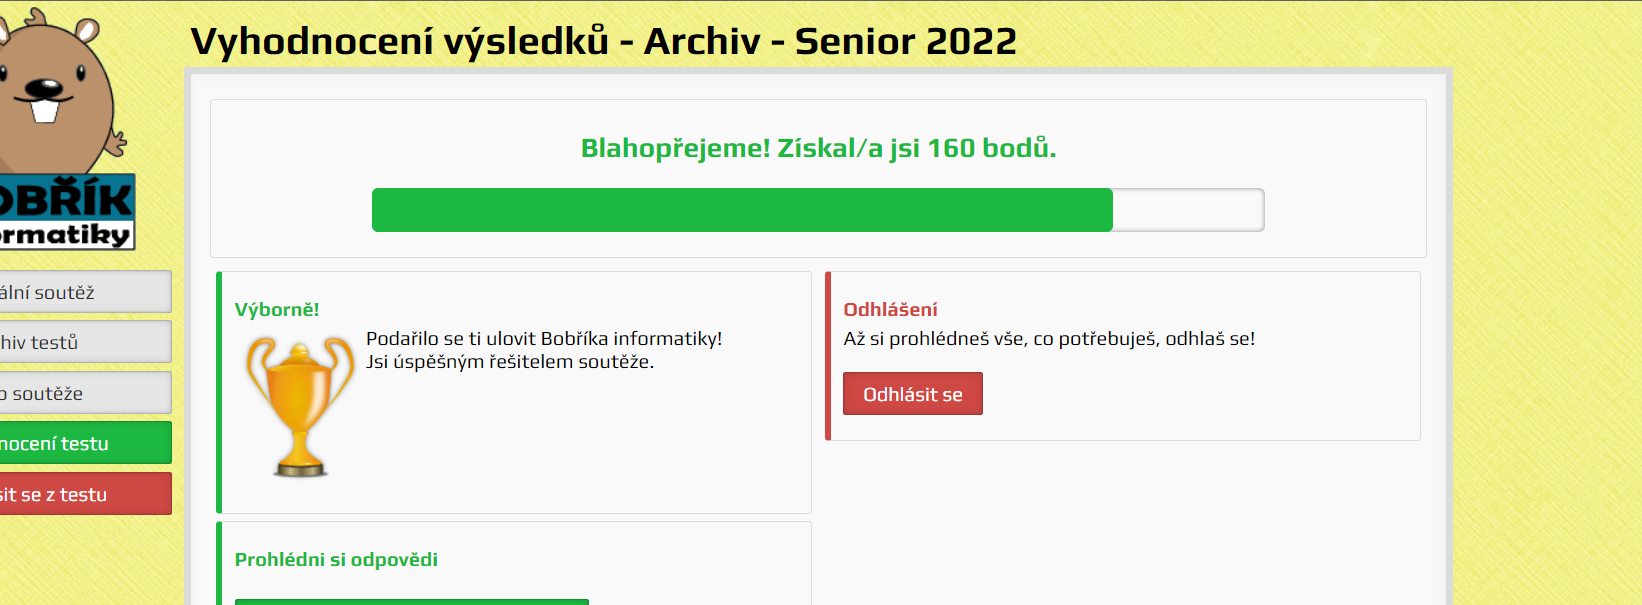 Vyhodnocení výsledků - Archiv - Senior 2022
Blahopřejeme! Získal/a jsi 160 bodů.
OBŘÍK
ormatiky
ální soutěž
hiv testů
o soutěže
nocení testu
sit se z testu
Výborně!
Podařilo se ti ulovit Bobříka informatiky!
Jsi úspěšným řešitelem soutěže.
Odhlášení
Až si prohlédneš vše, co potřebuješ, odhlaš se!
Odhlásit se
Prohlédni si odpovědi